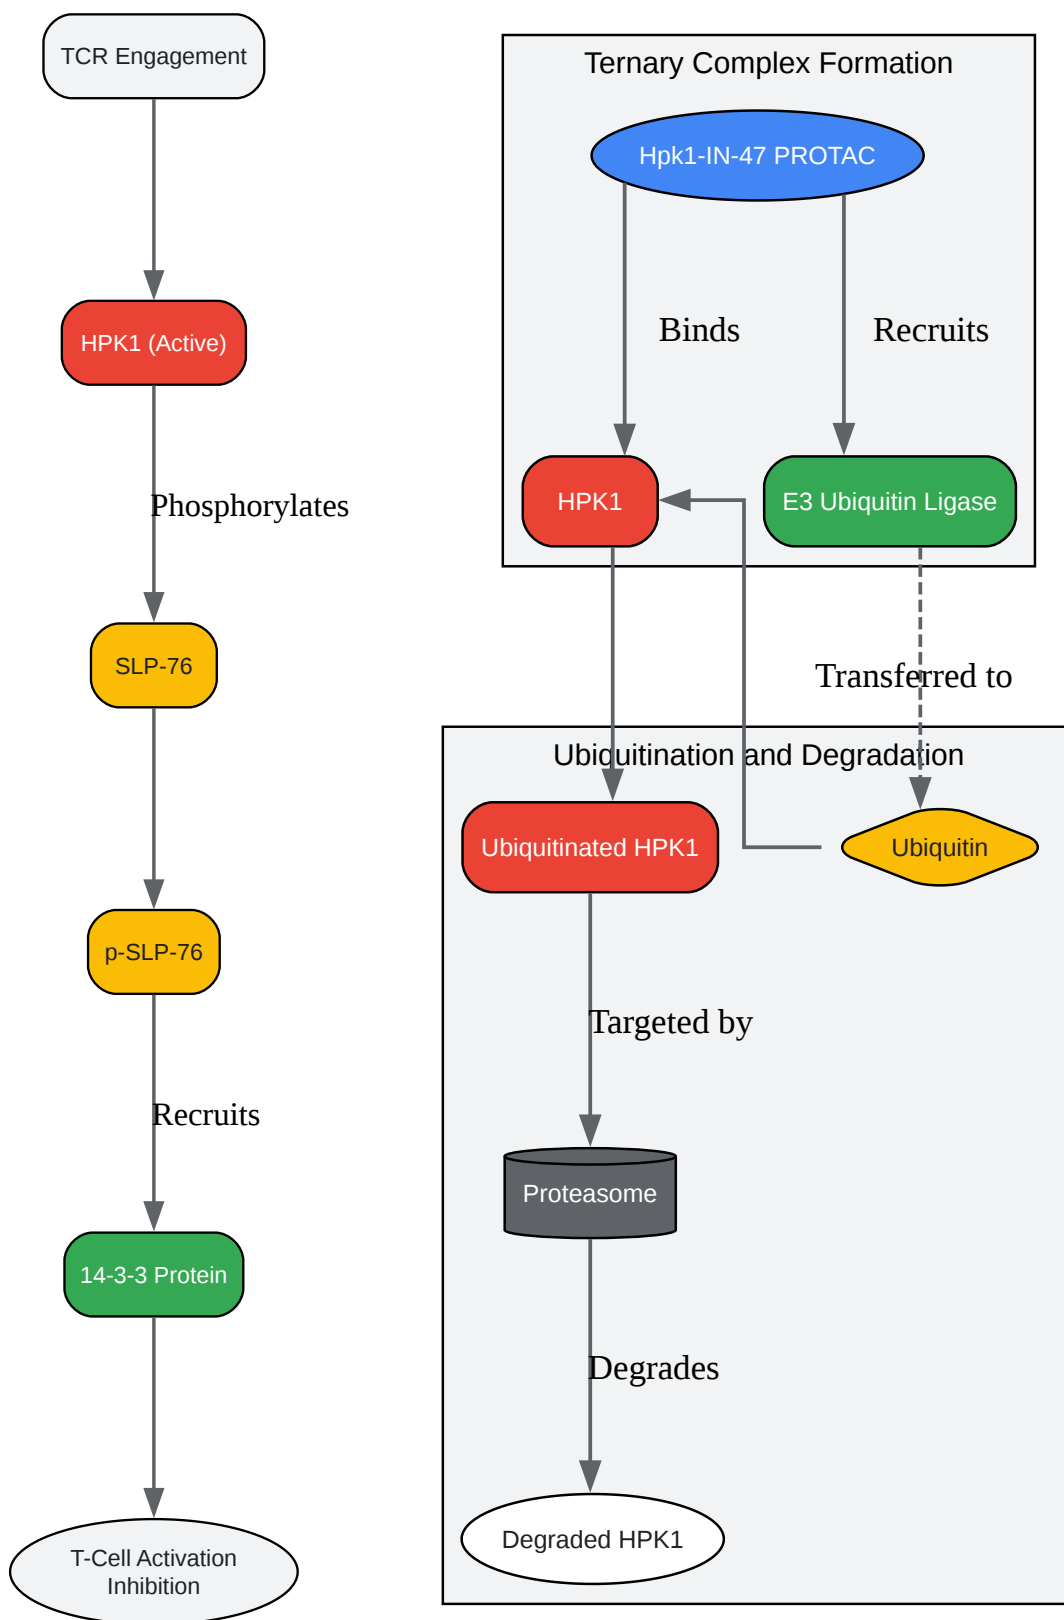 TCR Engagement
HPK1 (Active)
Phosphorylates
SLP-76
p-SLP-76
Recruits
14-3-3 Protein
T-Cell Activation
Inhibition
Ternary Complex Formation
Hpk1-IN-47 PROTAC
Binds
Recruits
HPK1
E3 Ubiquitin Ligase
Transferred to
Ubiquitination and Degradation
Ubiquitinated HPK1
Ubiquitin
Targeted by
Proteasome
Degrades
Degraded HPK1